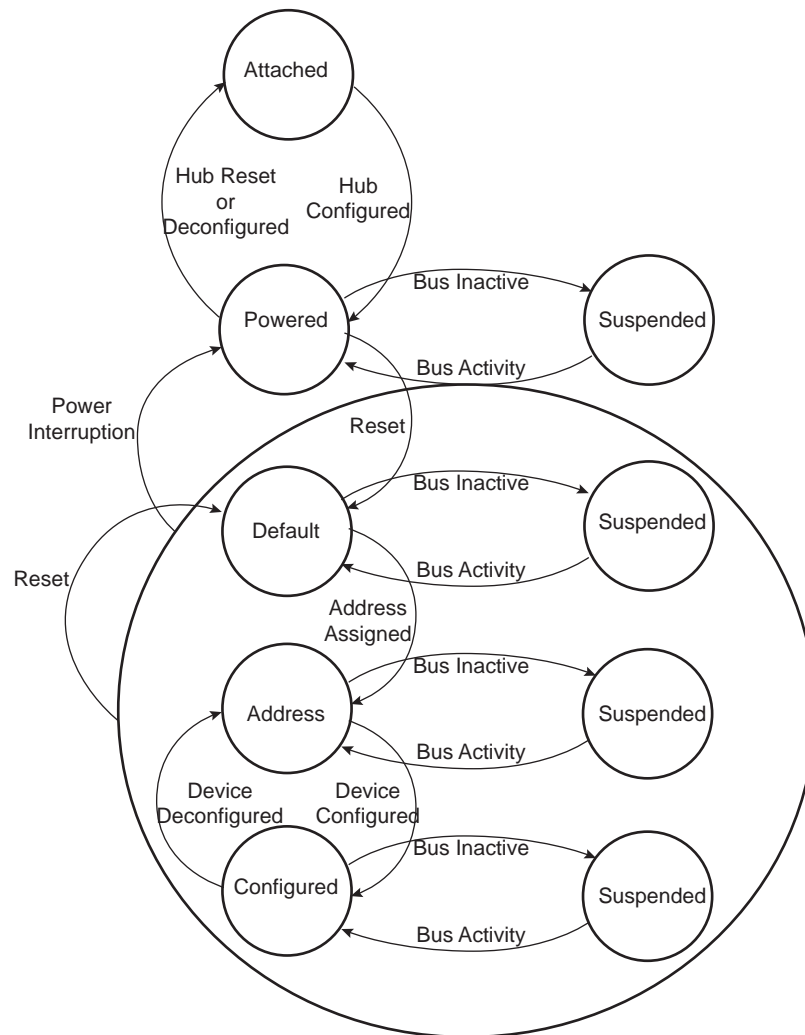 Attached
Hub Reset
or
Deconfigured
Hub
Configured
Powered
Bus Inactive
Suspended
Bus Activity
Power
Interruption
Reset
Default
Bus Inactive
Suspended
Bus Activity
Reset
Address
Assigned
Address
Bus Inactive
Suspended
Bus Activity
Device
Deconfigured
Device
Configured
Configured
Bus Inactive
Suspended
Bus Activity